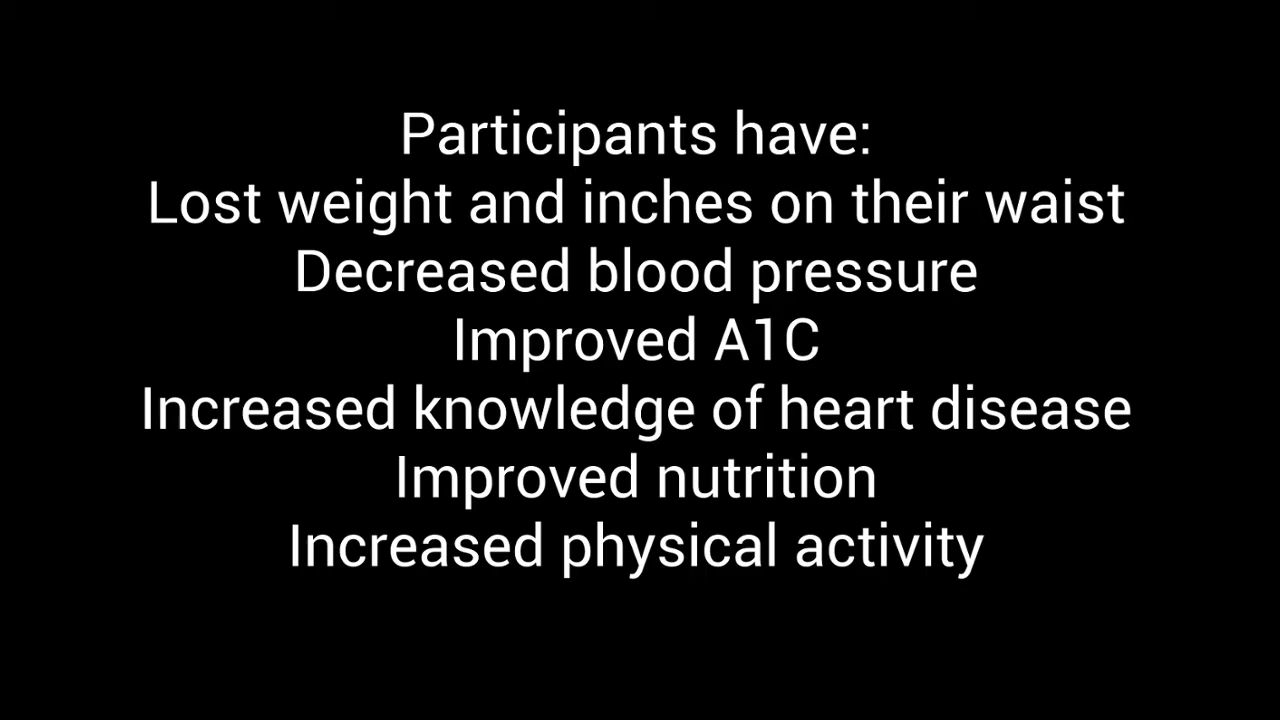 Participants have:
Lost weight and inches on their waist
Decreased blood pressure
Improved A1C
Increased knowledge of heart disease
Improved nutrition
Increased physical activity